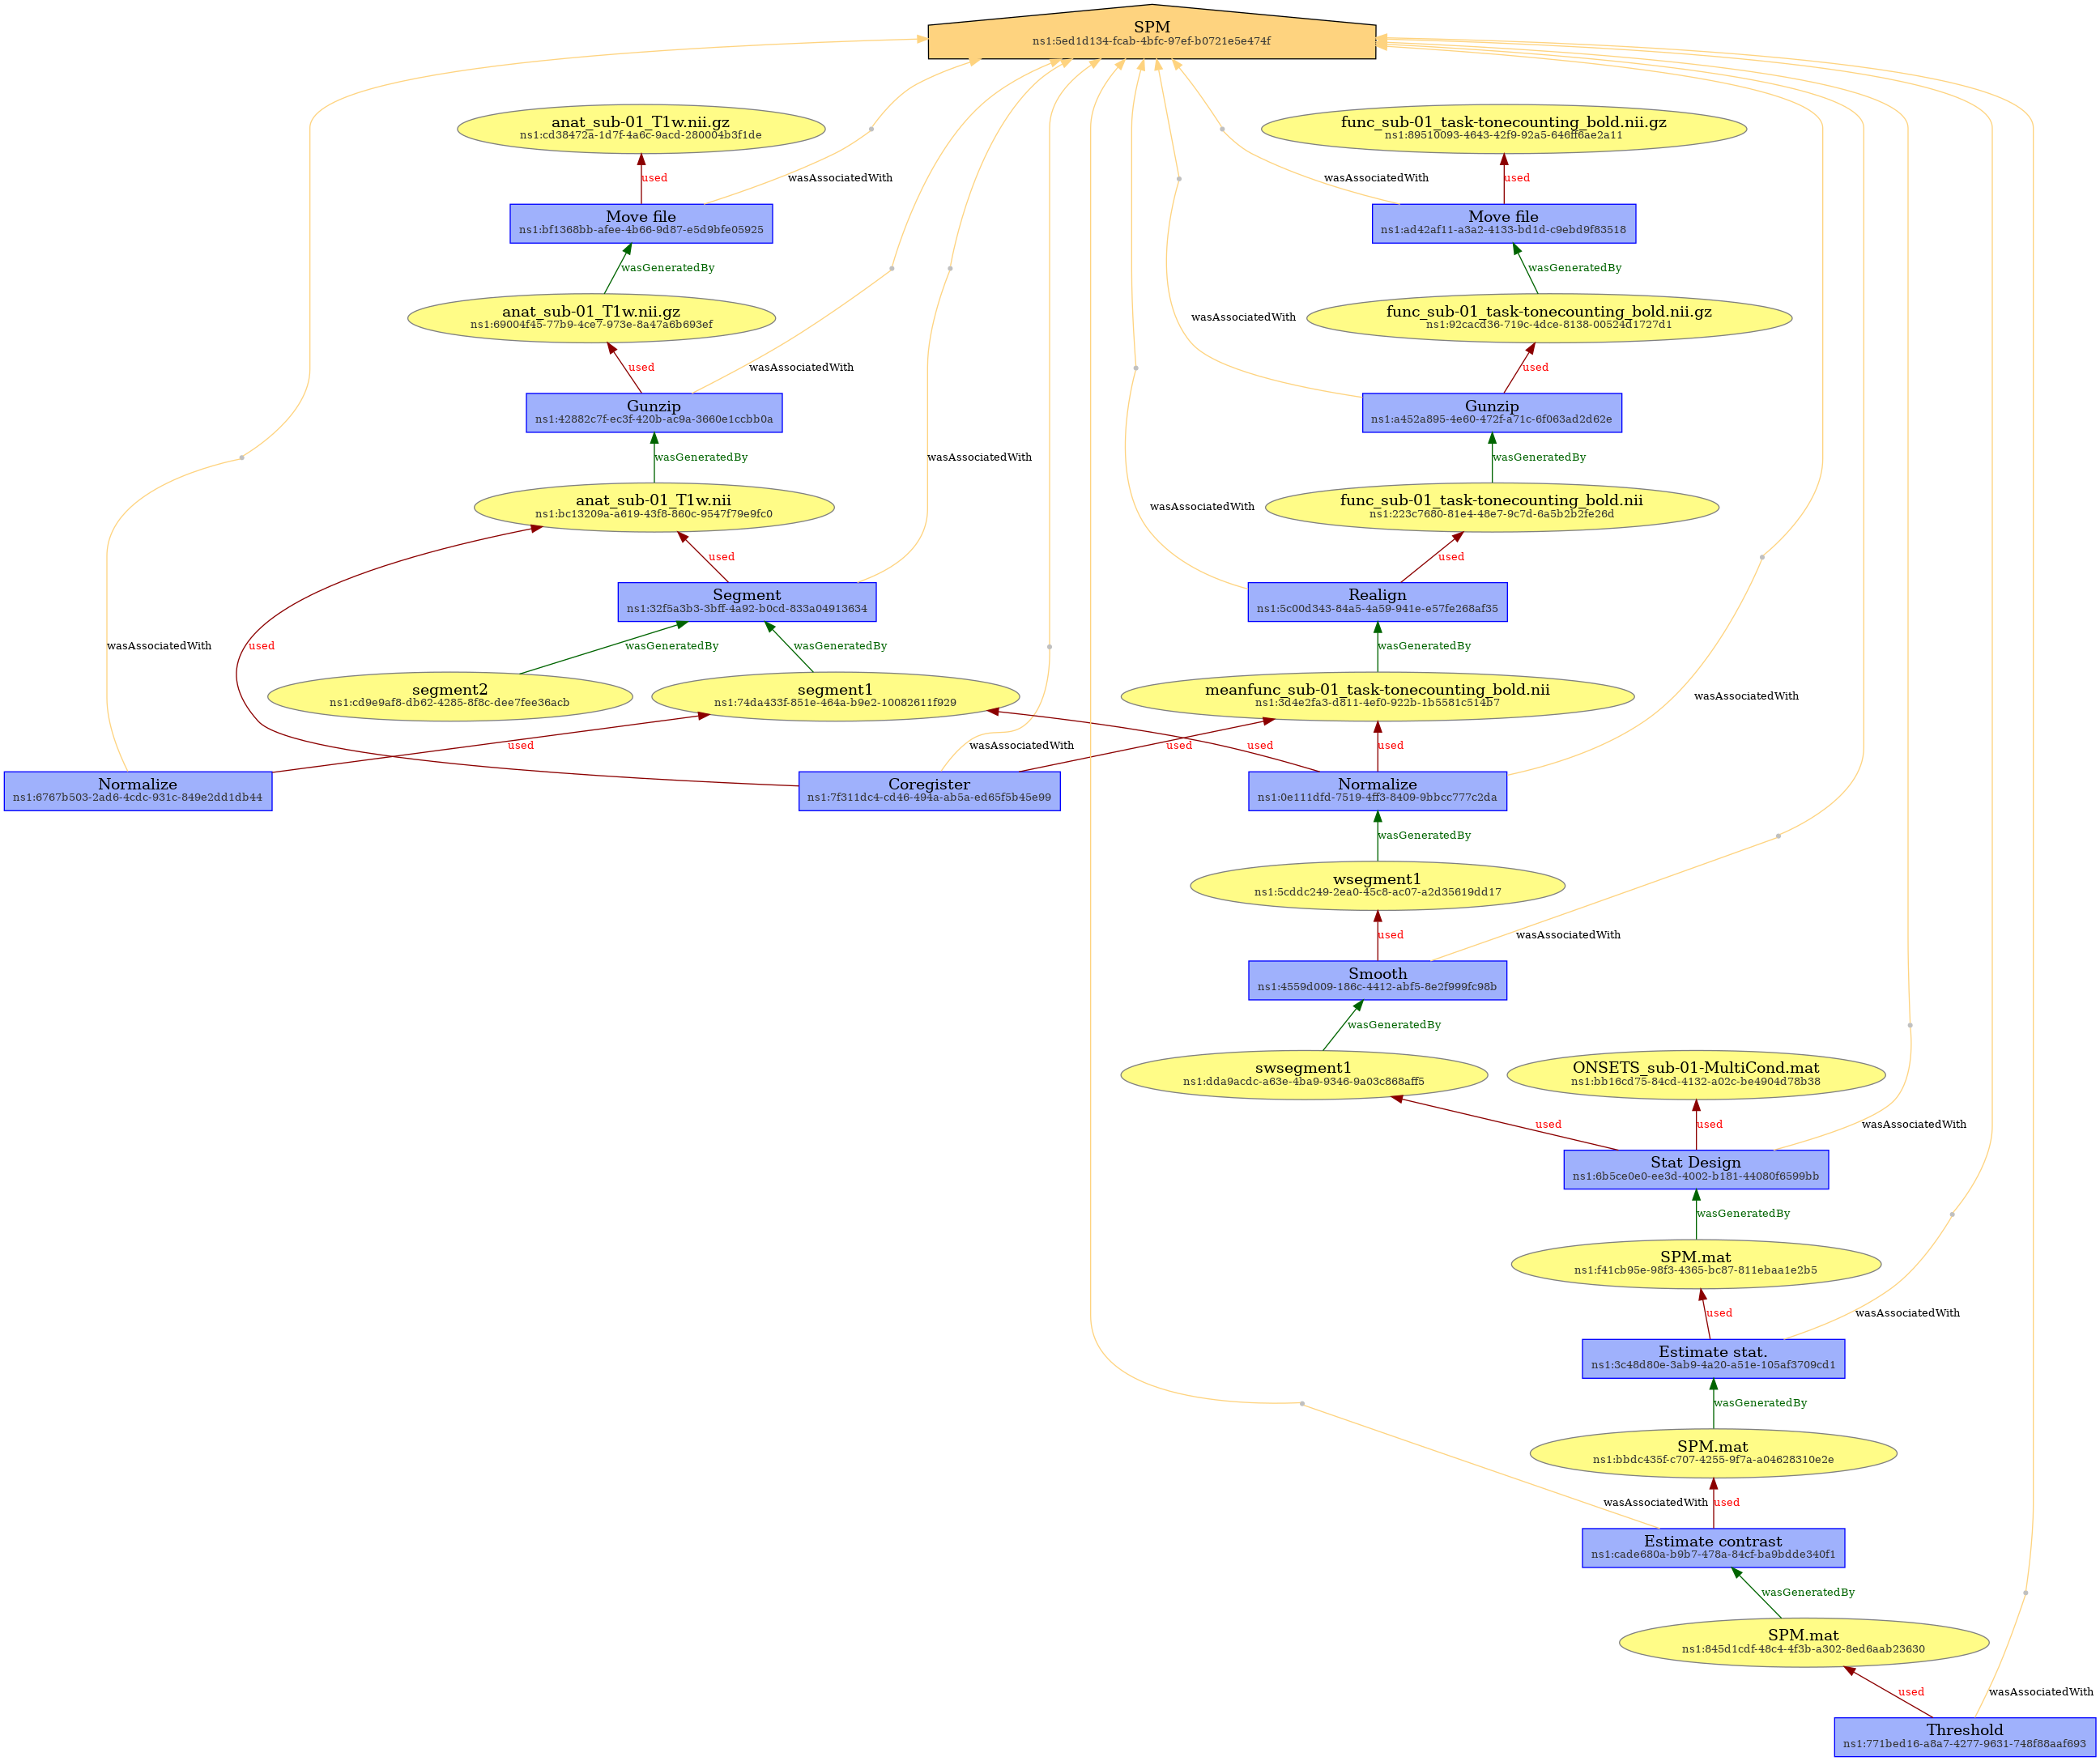 SPM
ns1:5ed1d134-fcab-4bfc-97ef-b0721e5e474f
anat_sub-01_T1w.nii.gz
ns1:cd38472a-1d7f-4a6c-9acd-280004b3f1de
func_sub-01_task-tonecounting_bold.nii.gz
ns1:89510093-4643-42f9-92a5-646ff6ae2a11
used
wasAssociatedWith
wasAssociatedWith
used
Move file
ns1:bf1368bb-afee-4b66-9d87-e5d9bfe05925
Move file
ns1:ad42af11-a3a2-4133-bd1d-c9ebd9f83518
wasGeneratedBy
wasGeneratedBy
anat_sub-01_T1w.nii.gz
ns1:69004f45-77b9-4ce7-973e-8a47a6b693ef
wasAssociatedWith
func_sub-01_task-tonecounting_bold.nii.gz
ns1:92cacd36-719c-4dce-8138-00524d1727d1
used
wasAssociatedWith
used
Gunzip
ns1:42882c7f-ec3f-420b-ac9a-3660e1ccbb0a
Gunzip
ns1:a452a895-4e60-472f-a71c-6f063ad2d62e
wasGeneratedBy
wasAssociatedWith
wasGeneratedBy
anat_sub-01_T1w.nii
ns1:bc13209a-a619-43f8-860c-9547f79e9fc0
wasAssociatedWith
func_sub-01_task-tonecounting_bold.nii
ns1:223c7680-81e4-48e7-9c7d-6a5b2b2fe26d
used
used
Segment
ns1:32f5a3b3-3bff-4a92-b0cd-833a04913634
Realign
ns1:5c00d343-84a5-4a59-941e-e57fe268af35
wasAssociatedWith
used
wasGeneratedBy
wasGeneratedBy
wasGeneratedBy
segment2
ns1:cd9e9af8-db62-4285-8f8c-dee7fee36acb
segment1
ns1:74da433f-851e-464a-b9e2-10082611f929
meanfunc_sub-01_task-tonecounting_bold.nii
ns1:3d4e2fa3-d811-4ef0-922b-1b5581c514b7
wasAssociatedWith
used
wasAssociatedWith
used
used
used
Normalize
ns1:6767b503-2ad6-4cdc-931c-849e2dd1db44
Coregister
ns1:7f311dc4-cd46-494a-ab5a-ed65f5b45e99
Normalize
ns1:0e111dfd-7519-4ff3-8409-9bbcc777c2da
wasGeneratedBy
wsegment1
ns1:5cddc249-2ea0-45c8-ac07-a2d35619dd17
used
wasAssociatedWith
Smooth
ns1:4559d009-186c-4412-abf5-8e2f999fc98b
wasGeneratedBy
swsegment1
ns1:dda9acdc-a63e-4ba9-9346-9a03c868aff5
ONSETS_sub-01-MultiCond.mat
ns1:bb16cd75-84cd-4132-a02c-be4904d78b38
used
used
wasAssociatedWith
Stat Design
ns1:6b5ce0e0-ee3d-4002-b181-44080f6599bb
wasGeneratedBy
SPM.mat
ns1:f41cb95e-98f3-4365-bc87-811ebaa1e2b5
used
wasAssociatedWith
Estimate stat.
ns1:3c48d80e-3ab9-4a20-a51e-105af3709cd1
wasGeneratedBy
SPM.mat
ns1:bbdc435f-c707-4255-9f7a-a04628310e2e
wasAssociatedWith
used
Estimate contrast
ns1:cade680a-b9b7-478a-84cf-ba9bdde340f1
wasGeneratedBy
SPM.mat
ns1:845d1cdf-48c4-4f3b-a302-8ed6aab23630
used
wasAssociatedWith
Threshold
ns1:771bed16-a8a7-4277-9631-748f88aaf693